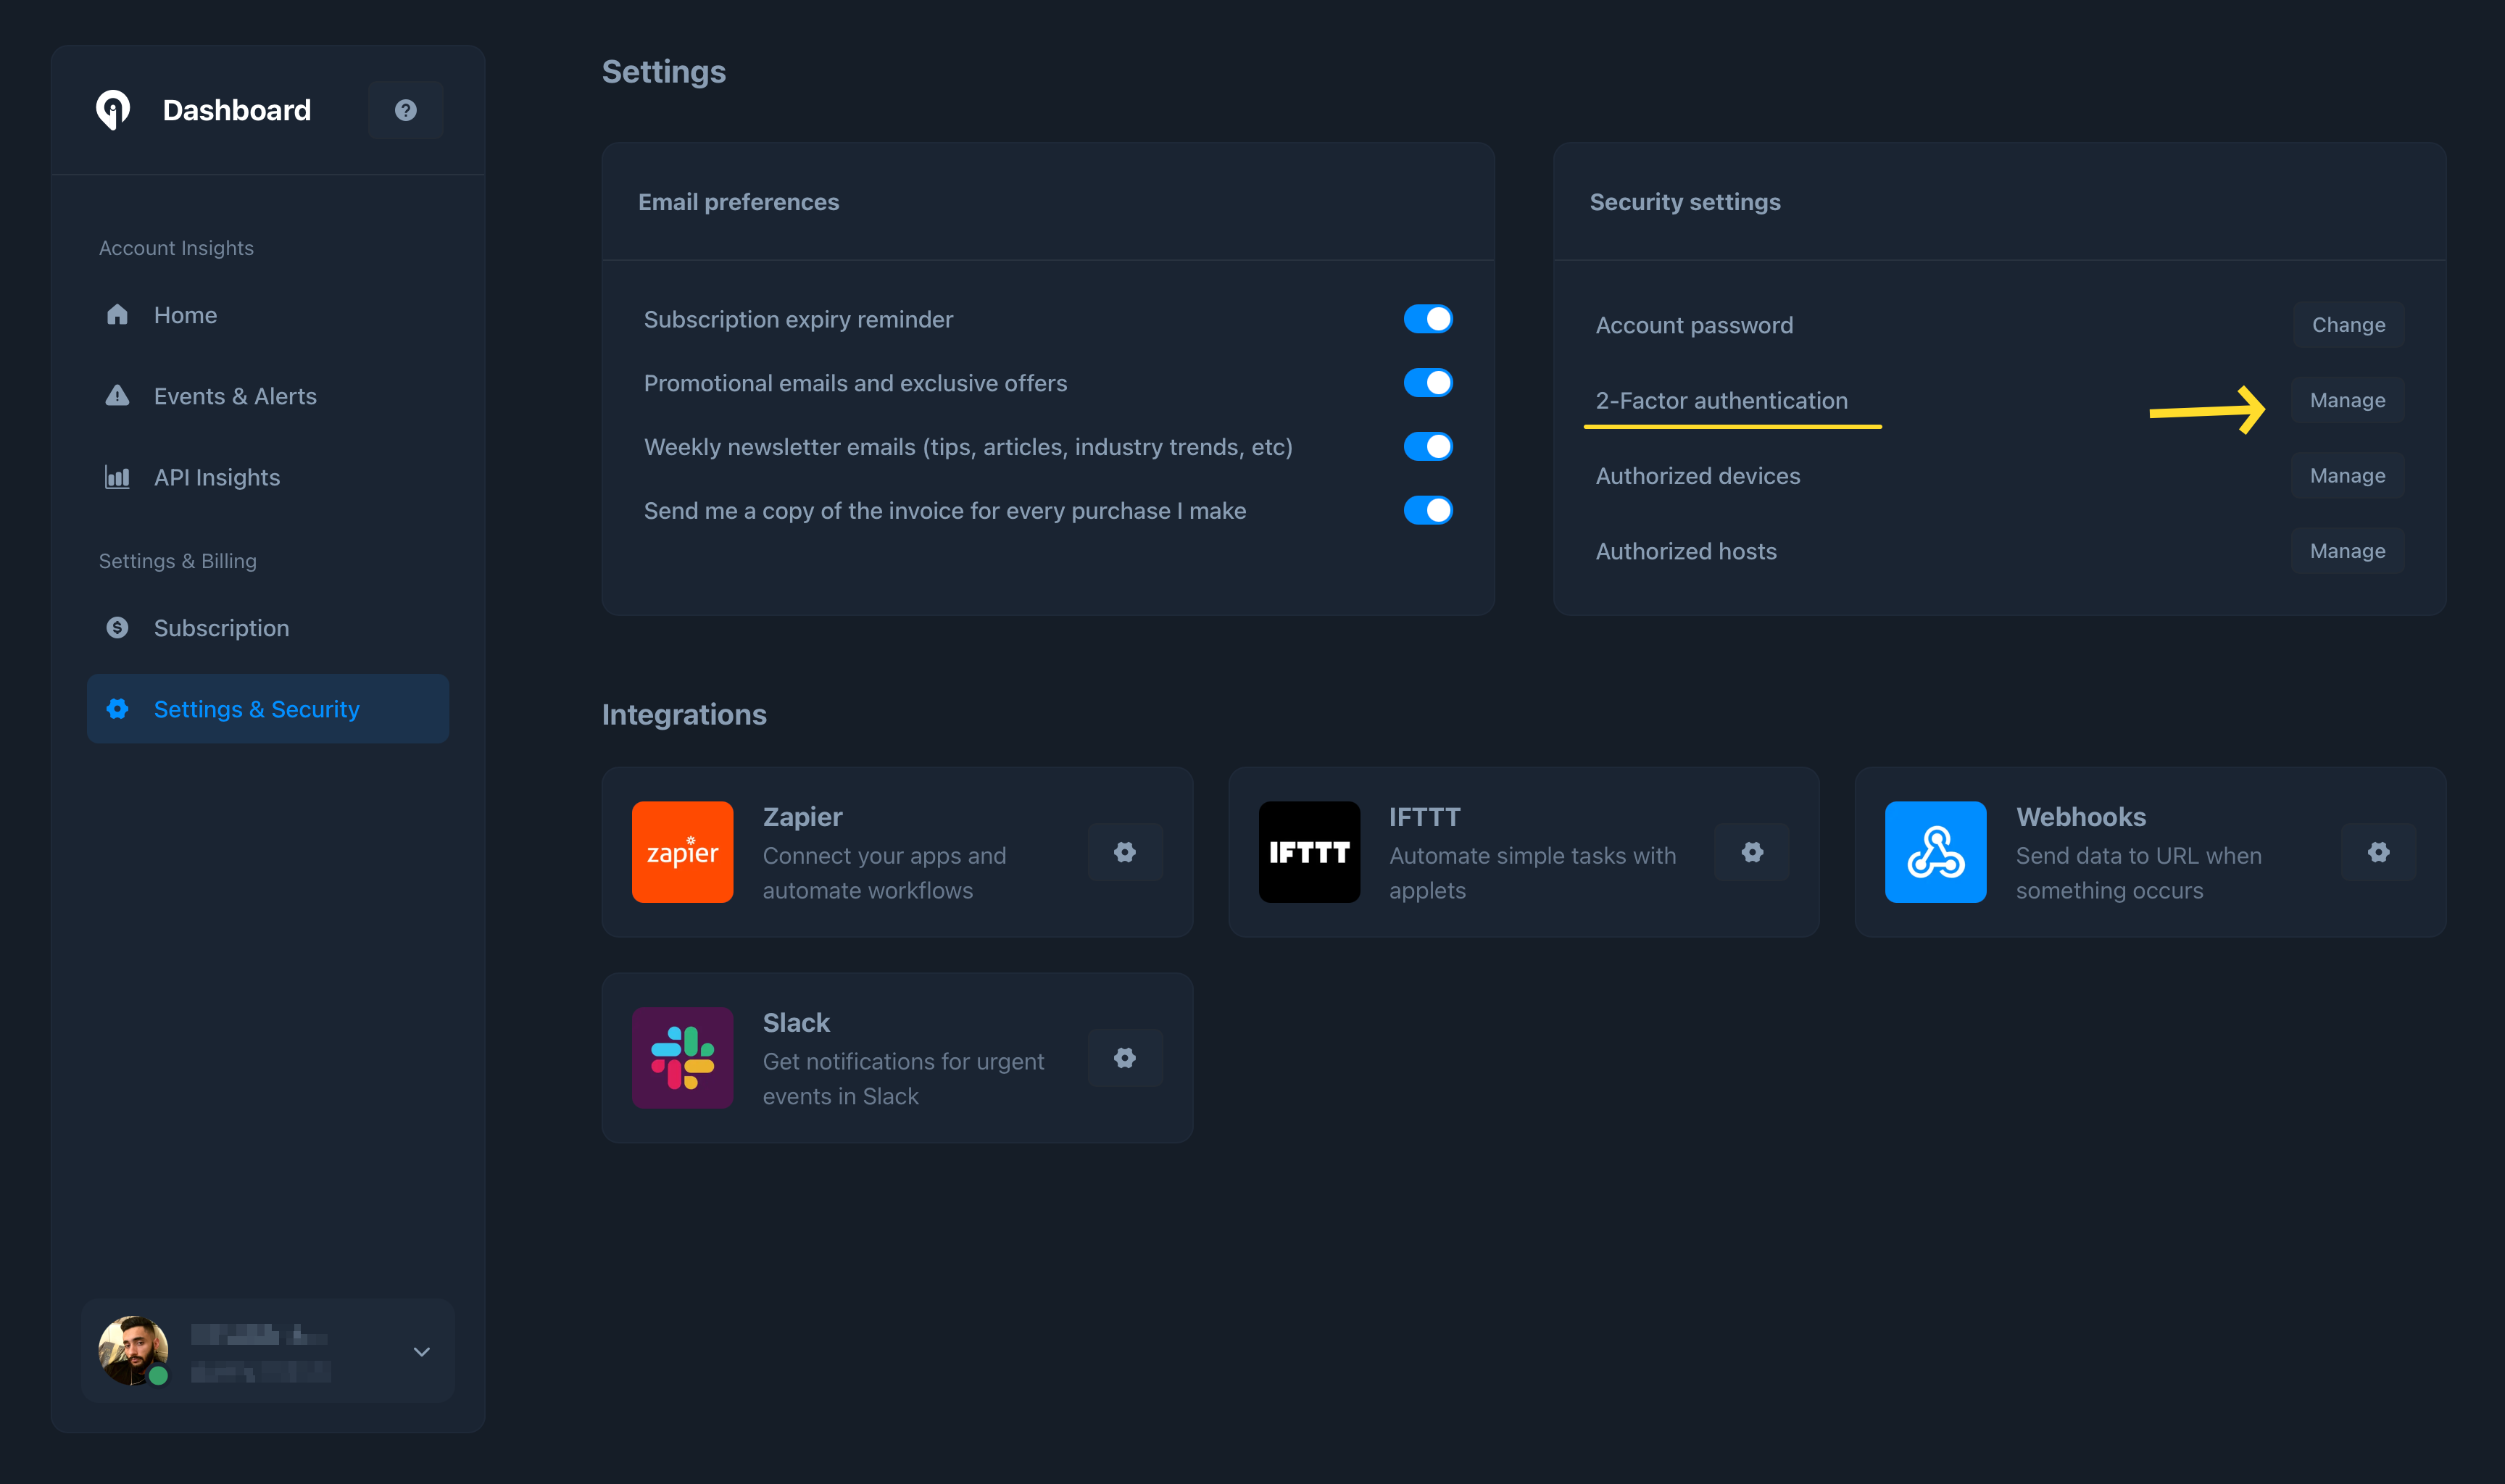 Dashboard
Account Insights
Home
Events & Alerts
API Insights
Settings & Billing
Subscription
Settings & Security
Settings
Email preferences
Subscription expiry reminder
Promotional emails and exclusive offers
Weekly newsletter emails (tips, articles, industry trends, etc)
Send me a copy of the invoice for every purchase I make
Security settings
Account password
Change
2-Factor authentication
Manage
Authorized devices
Manage
Authorized hosts
Manage
Integrations
zapier
Zapier
Connect your apps and
automate workflows
IFTTT
IFTTT
Automate simple tasks with
applets
Webhooks
Send data to URL when
something occurs
Slack
Get notifications for urgent
events in Slack